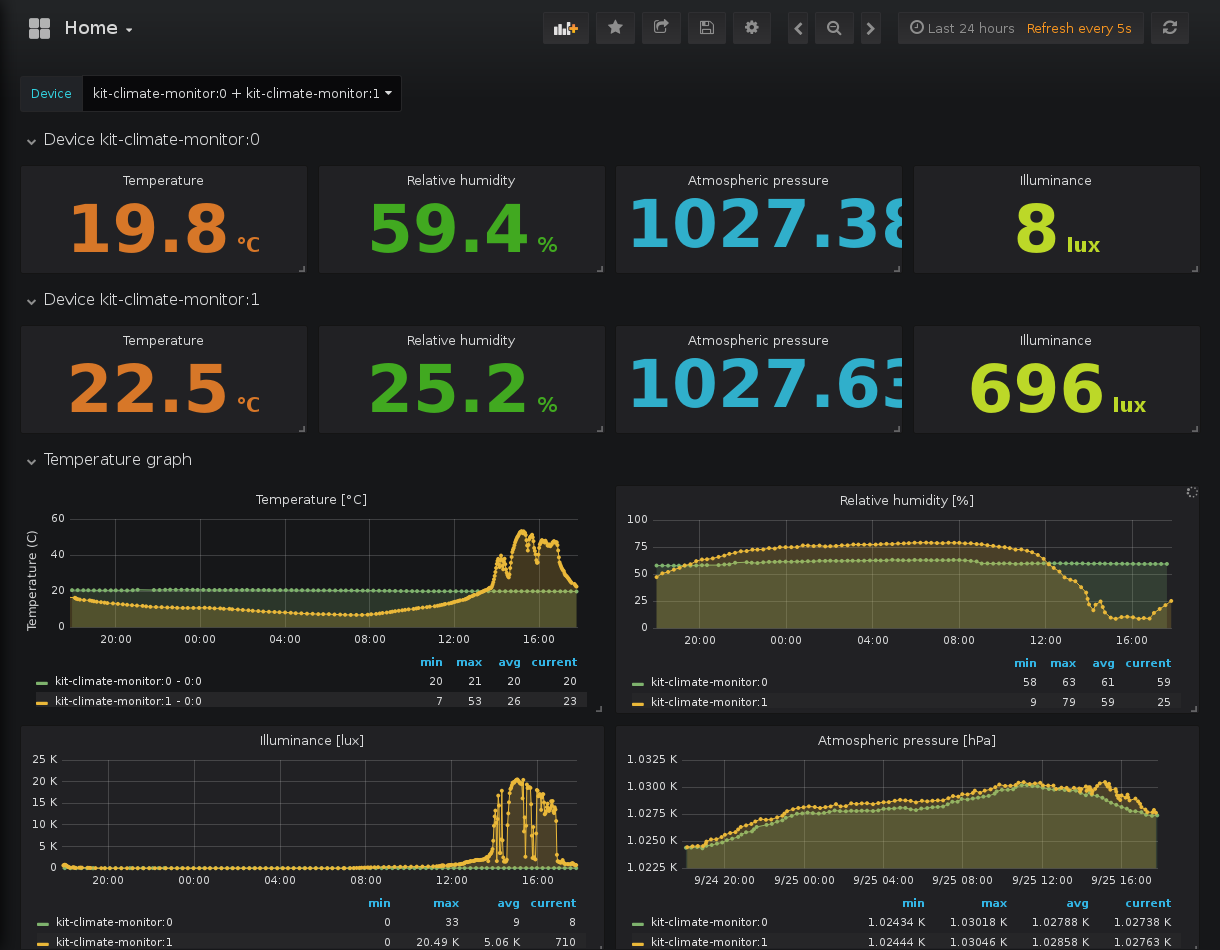 Home
Last 24 hours Refresh every 5s
Device kit-climate-monitor:0 + kit-climate-monitor:1
Device kit-climate-monitor:0
Temperature Relative humidity Atmospheric pressure Illuminance
19.8 °C 59.4 % 1027.38 8 lux
Device kit-climate-monitor:1
Temperature Relative humidity Atmospheric pressure Illuminance
22.5 °C 25.2 % 1027.63 696 lux
Temperature graph
Temperature [°C]
Temperature (C)
60
40
20
0
20:00 00:00 04:00 08:00 12:00 16:00
min max avg current
kit-climate-monitor:0 - 0:0 20 21 20 20
kit-climate-monitor:1 - 0:0 7 53 26 23
Relative humidity [%]
100
75
50
25
0
20:00 00:00 04:00 08:00 12:00 16:00
min max avg current
kit-climate-monitor:0 58 63 61 59
kit-climate-monitor:1 9 79 59 25
Illuminance [lux]
25 K
20 K
15 K
10 K
5 K
0
20:00 00:00 04:00 08:00 12:00 16:00
min max avg current
kit-climate-monitor:0 0 33 9 8
kit-climate-monitor:1 0 20.49 K 5.06 K 710
Atmospheric pressure [hPa]
1.0325 K
1.0300 K
1.0275 K
1.0250 K
1.0225 K
9/24 20:00 9/25 00:00 9/25 04:00 9/25 08:00 9/25 12:00 9/25 16:00
min max avg current
kit-climate-monitor:0 1.02434 K 1.03018 K 1.02788 K 1.02738 K
kit-climate-monitor:1 1.02444 K 1.03046 K 1.02858 K 1.02763 K